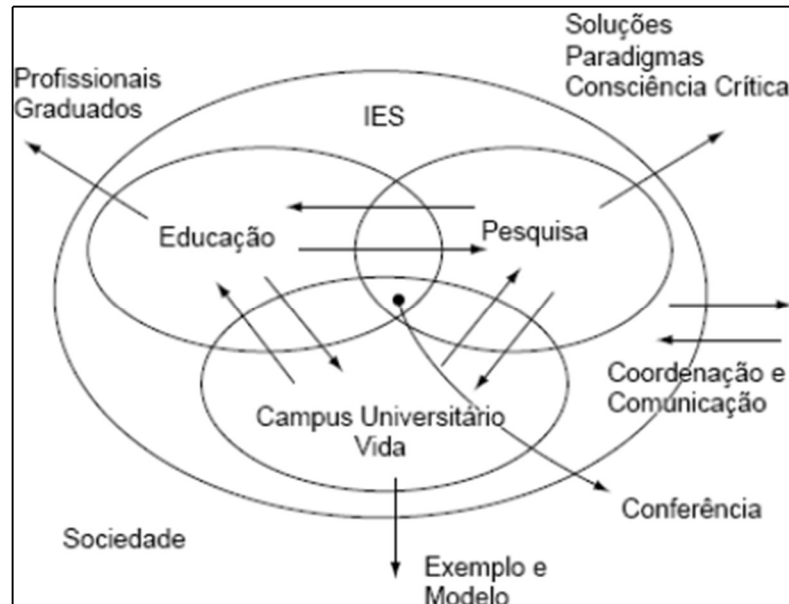 Soluções
Paradigmas
Consciência Crítica
Profissionais
Graduados
IES
Educação
Pesquisa
Coordenação e
Comunicação
Campus Universitário
Vida
Conferência
Sociedade
Exemplo e
Modelo